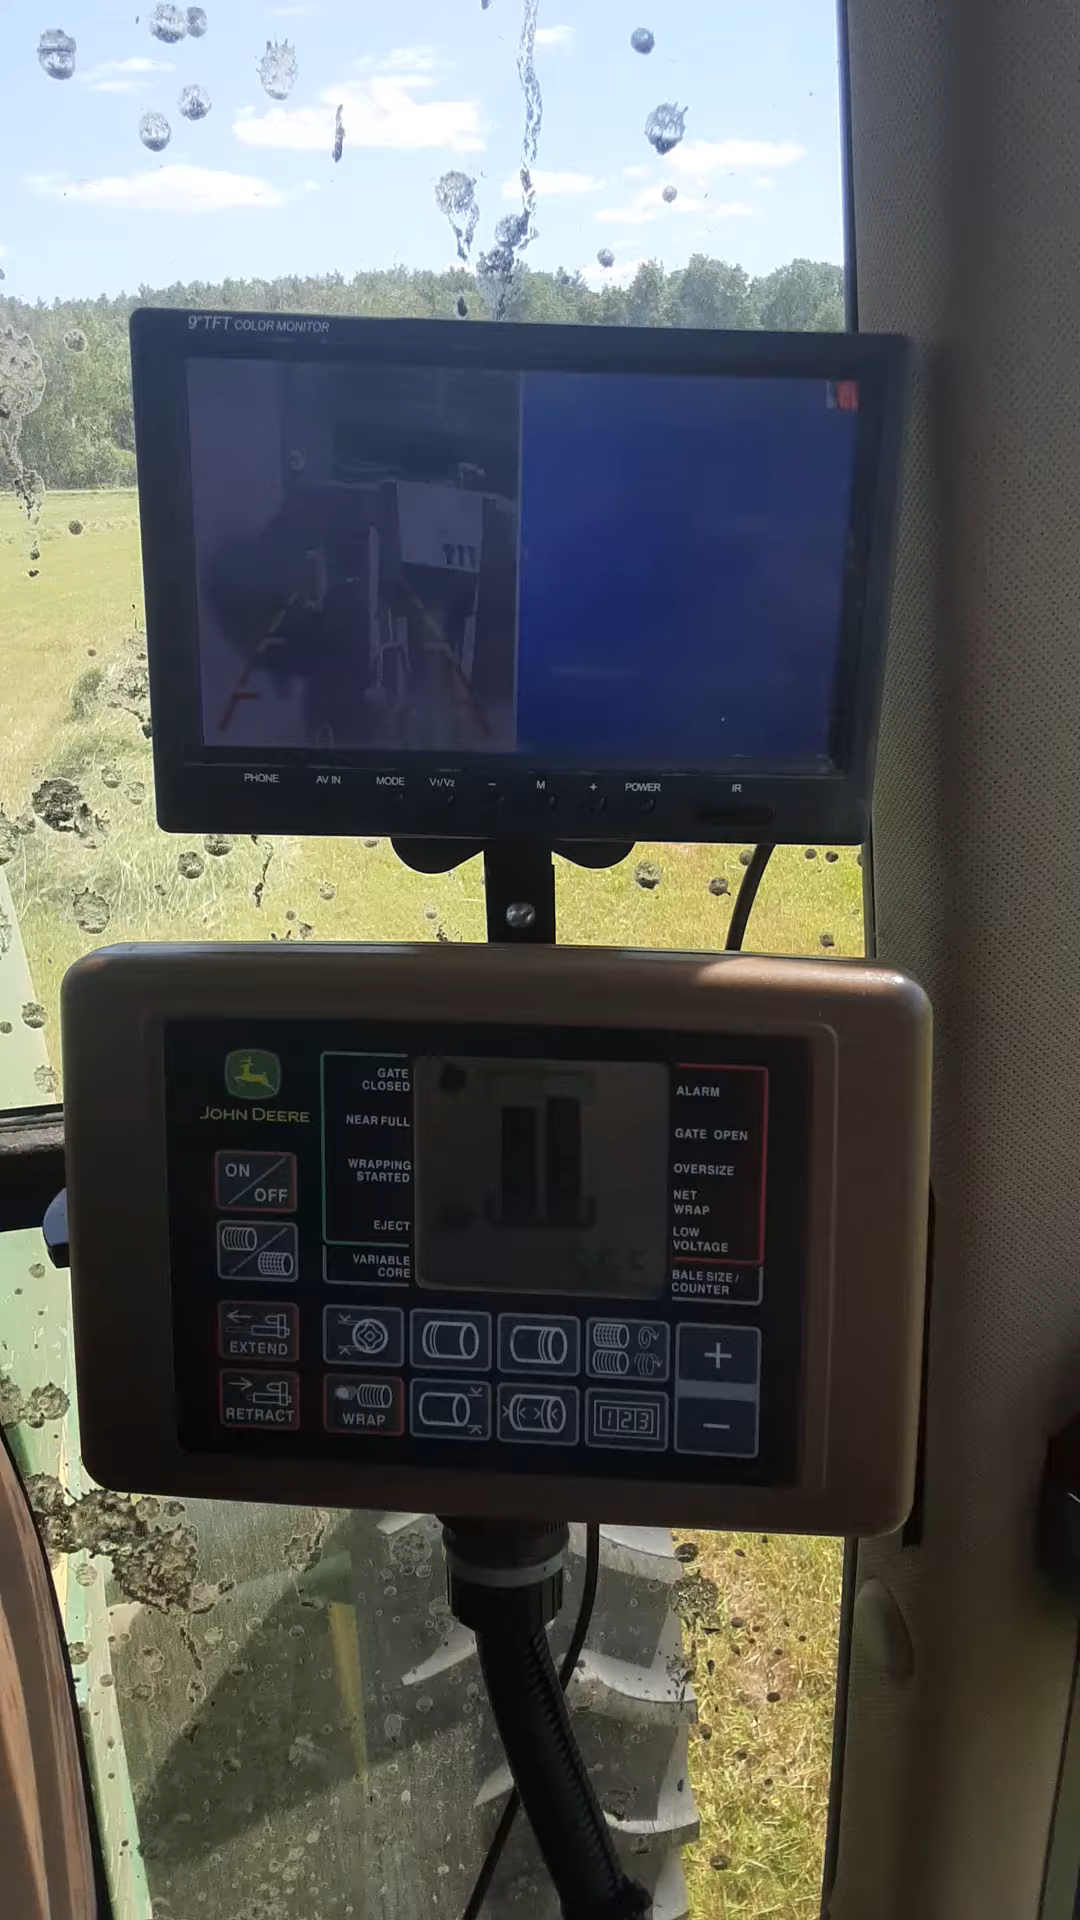 9"TFT COLOR MONITOR
PHONE
AV IN
MODE
V1/V2
−
M
+
POWER
IR
JOHN DEERE
GATE
CLOSED
NEAR FULL
WRAPPING
STARTED
EJECT
VARIABLE
CORE
ALARM
GATE OPEN
OVERSIZE
NET
WRAP
LOW
VOLTAGE
BALE SIZE /
COUNTER
ON
OFF
EXTEND
RETRACT
WRAP
123
+
−